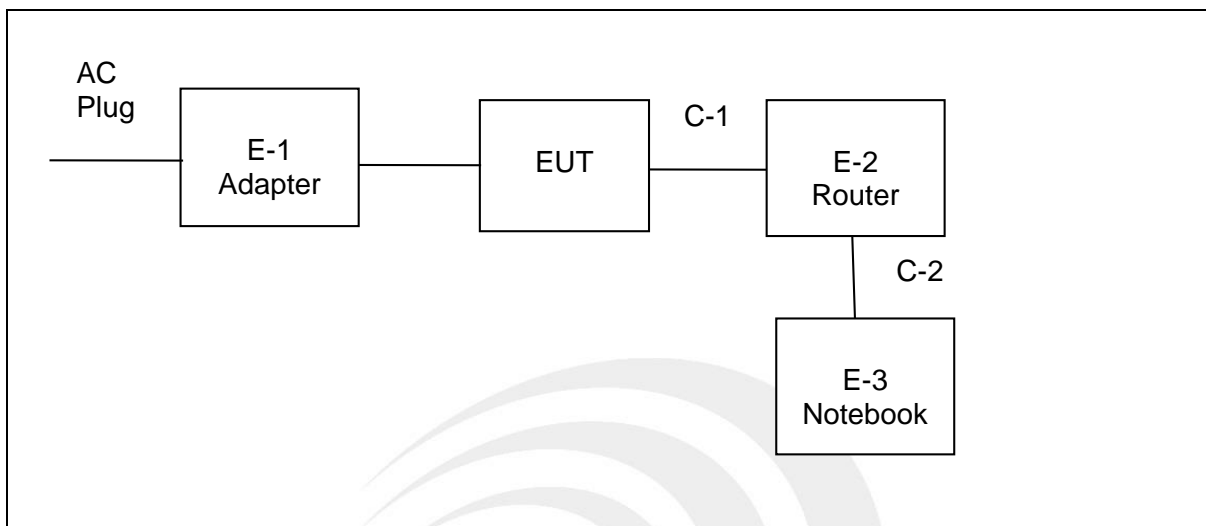 AC
Plug
E-1
Adapter
EUT
C-1
E-2
Router
C-2
E-3
Notebook